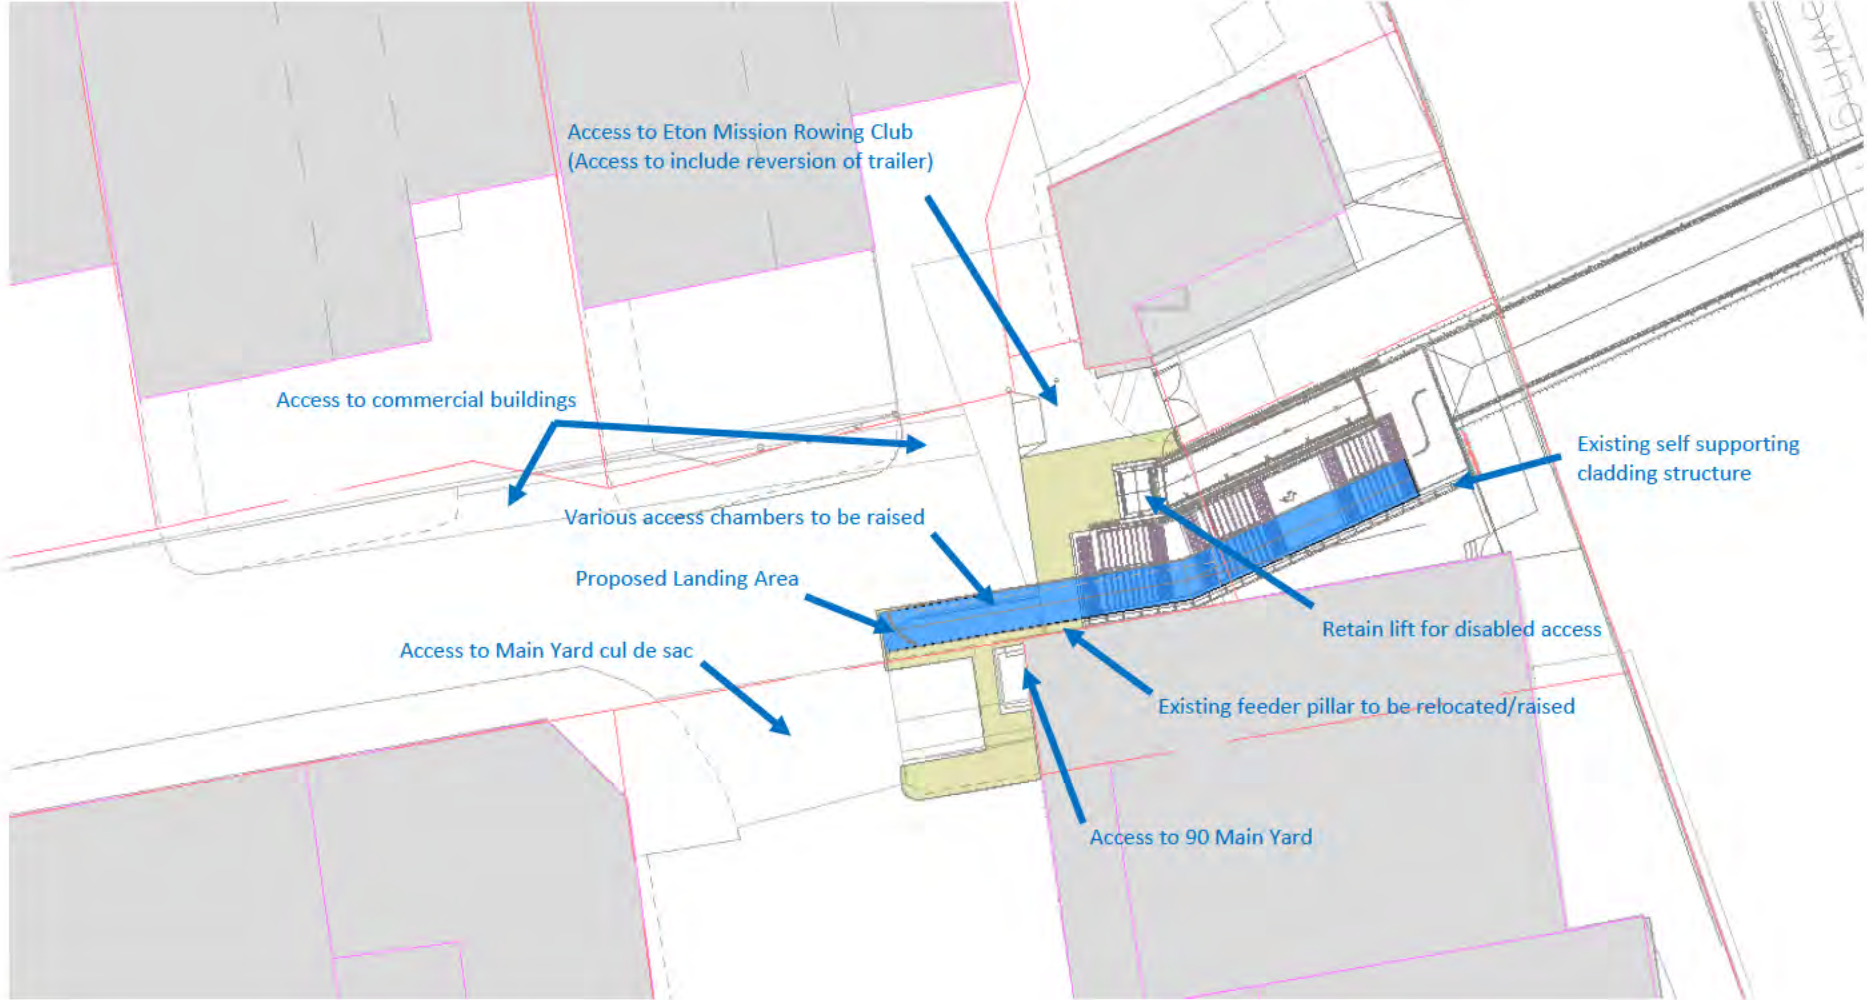 Access to Eton Mission Rowing Club
(Access to include reversion of trailer)
Access to commercial buildings
Existing self supporting
cladding structure
Various access chambers to be raised
Proposed Landing Area
Retain lift for disabled access
Access to Main Yard cul de sac
Existing feeder pillar to be relocated/raised
Access to 90 Main Yard